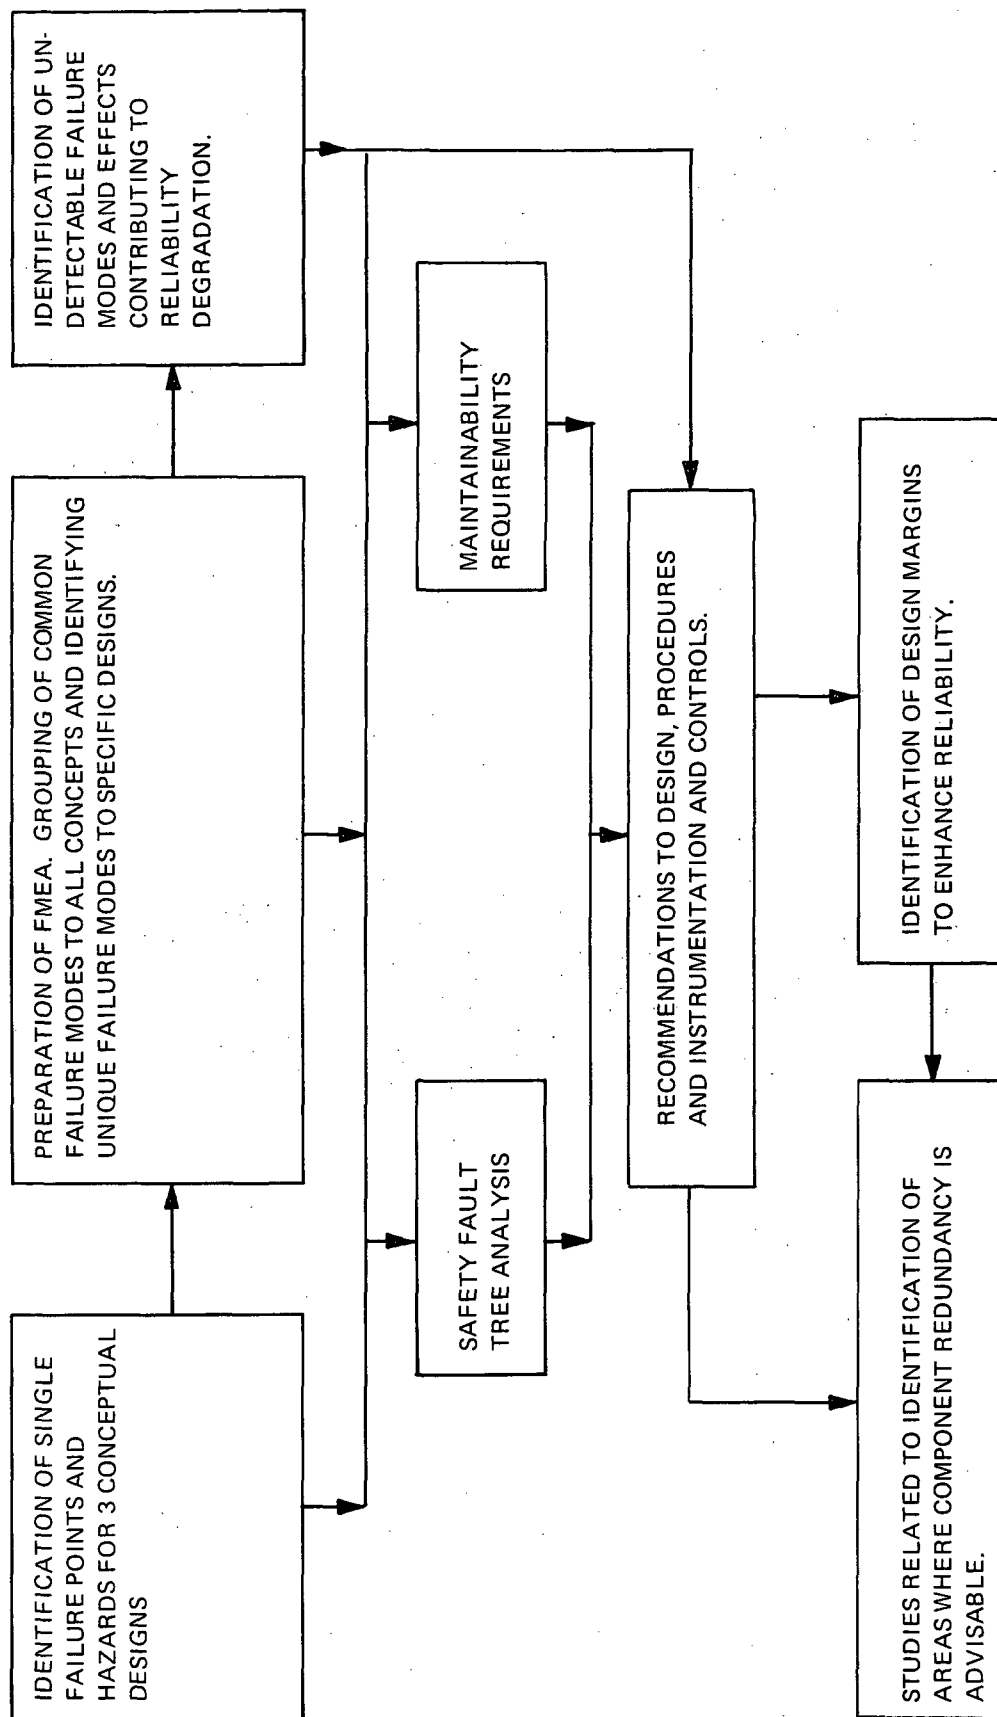 IDENTIFICATION OF SINGLE
FAILURE POINTS AND
HAZARDS FOR 3 CONCEPTUAL
DESIGNS
PREPARATION OF FMEA. GROUPING OF COMMON
FAILURE MODES TO ALL CONCEPTS AND IDENTIFYING
UNIQUE FAILURE MODES TO SPECIFIC DESIGNS.
IDENTIFICATION OF UN-
DETECTABLE FAILURE
MODES AND EFFECTS
CONTRIBUTING TO
RELIABILITY
DEGRADATION.
SAFETY FAULT
TREE ANALYSIS
MAINTAINABILITY
REQUIREMENTS
RECOMMENDATIONS TO DESIGN, PROCEDURES
AND INSTRUMENTATION AND CONTROLS.
STUDIES RELATED TO IDENTIFICATION OF
AREAS WHERE COMPONENT REDUNDANCY IS
ADVISABLE.
IDENTIFICATION OF DESIGN MARGINS
TO ENHANCE RELIABILITY.